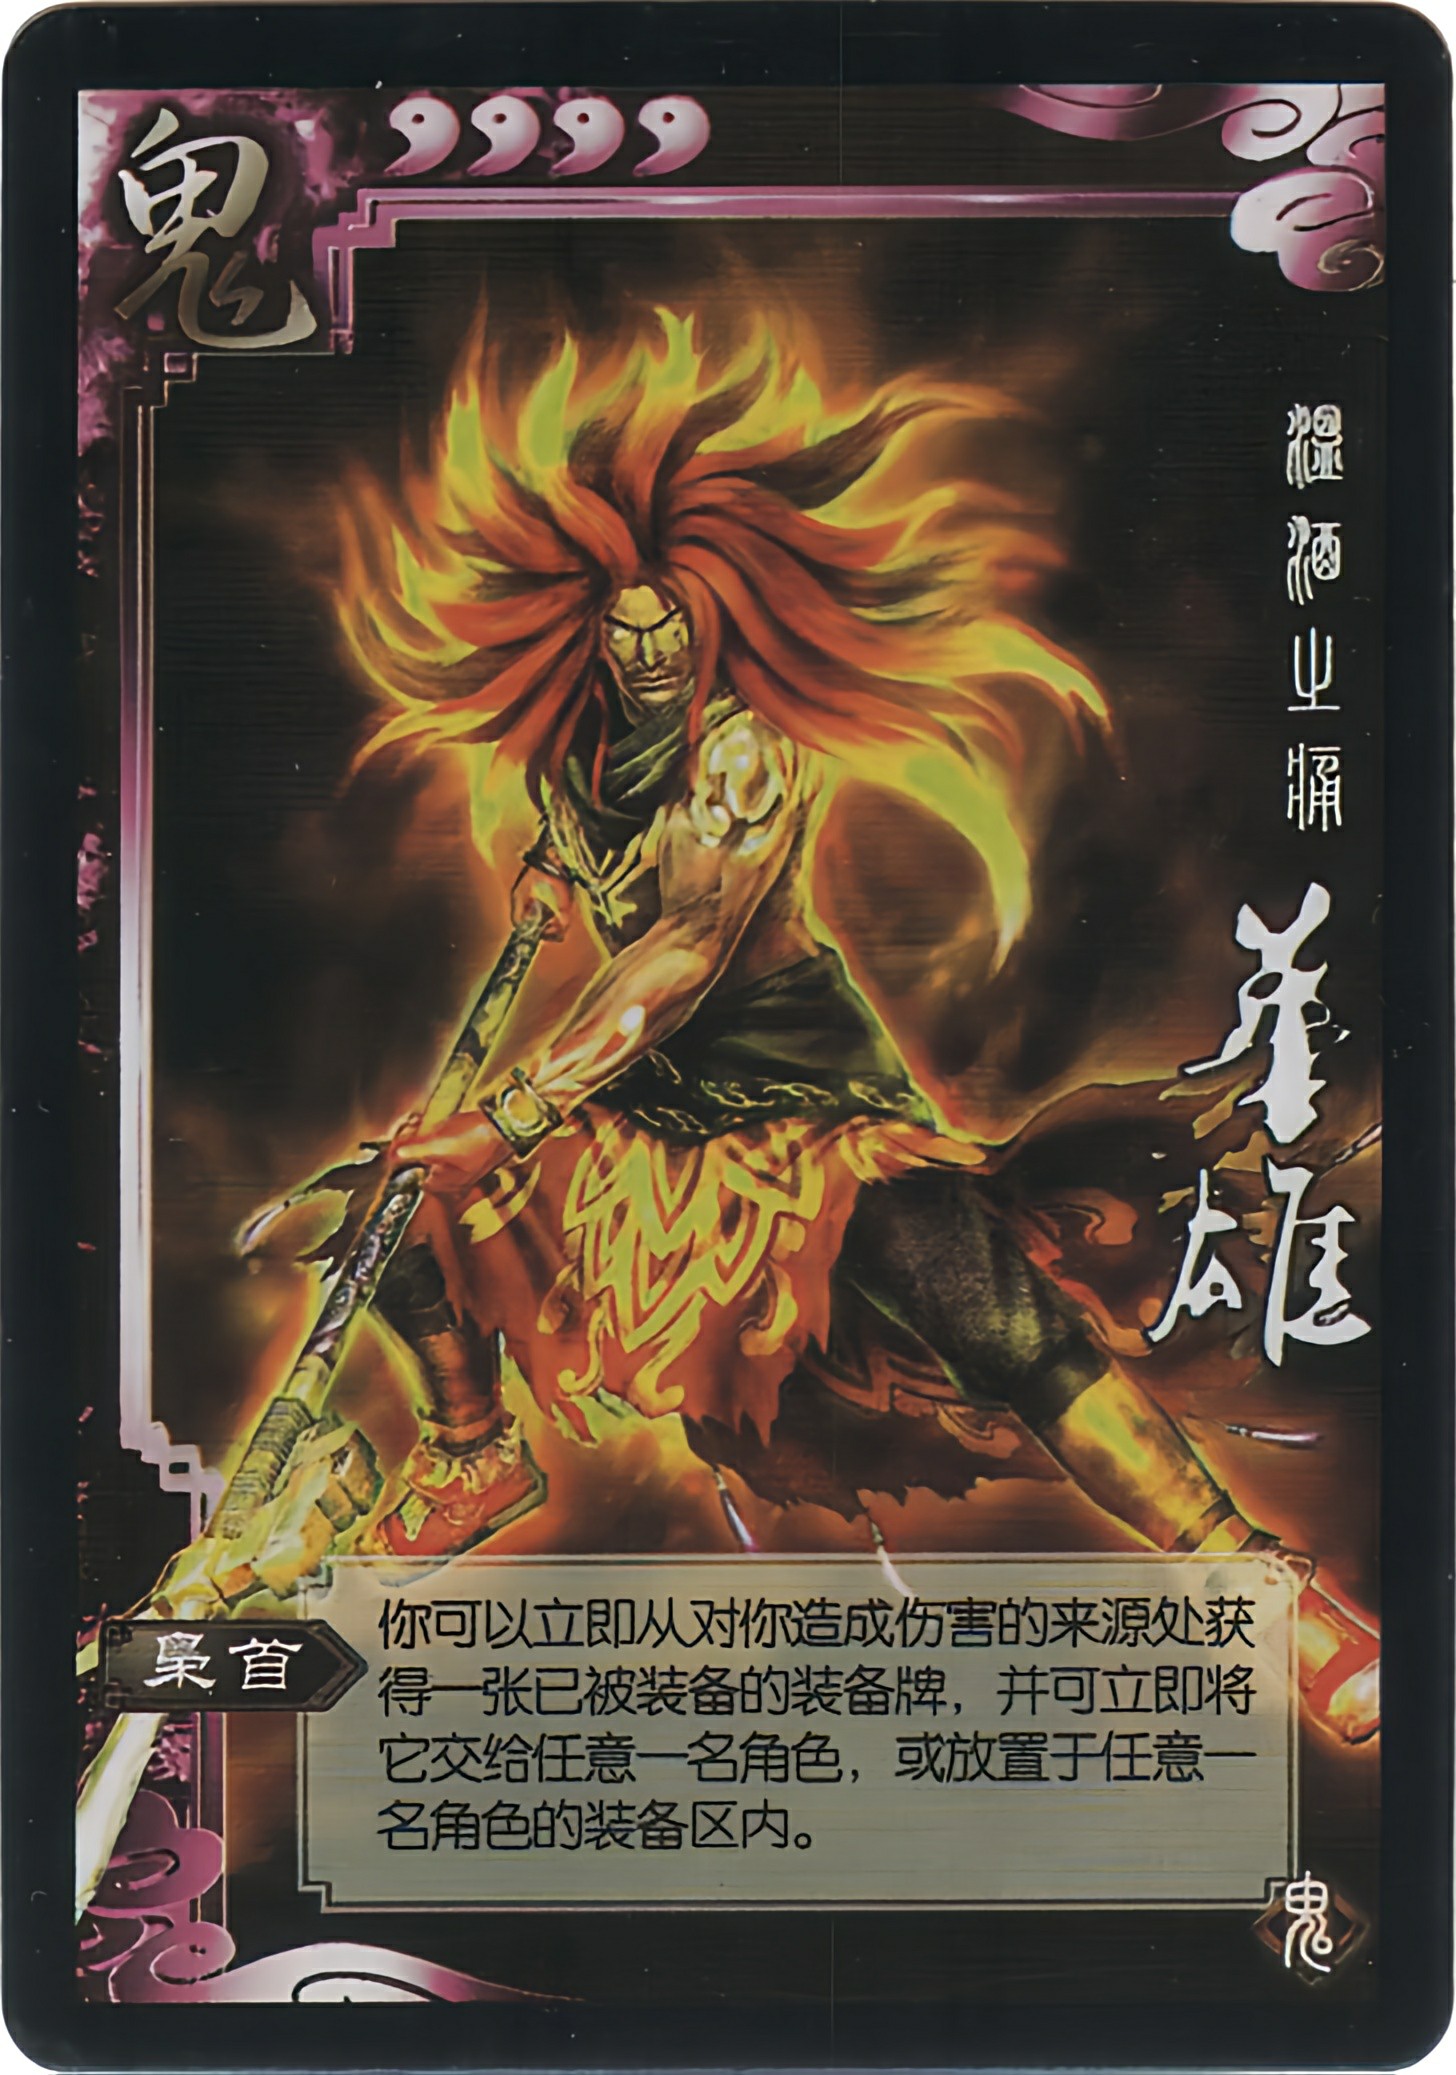 鬼
温酒之痛
华雄
枭首
你可以立即从对你造成伤害的来源处获
得一张已被装备的装备牌，并可立即将
它交给任意一名角色，或放置于任意一
名角色的装备区内。
鬼